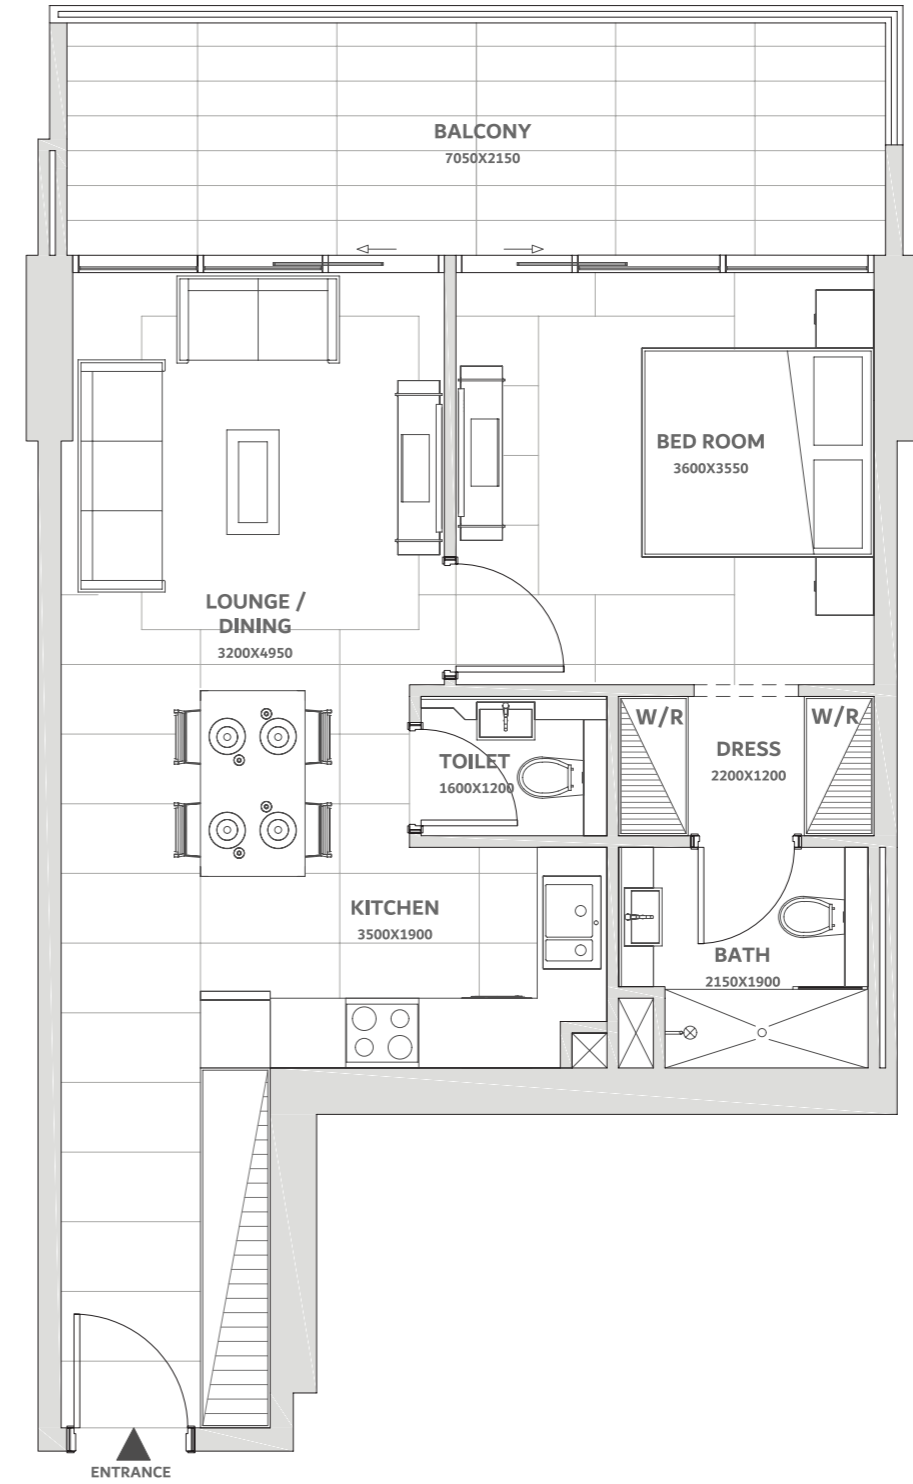 BALCONY
7050X2150
BED ROOM
3600X3550
LOUNGE /
DINING
3200X4950
W/R
W/R
DRESS
2200X1200
TOILET
1600X1200
KITCHEN
3500X1900
BATH
2150X1900
ENTRANCE